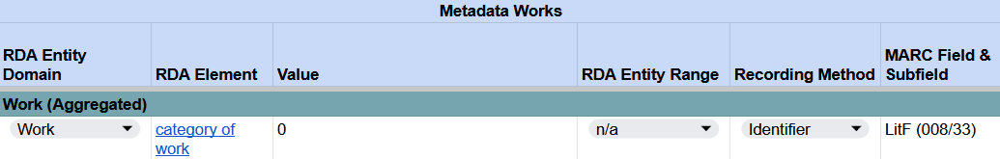 Metadata Works
RDA Entity
Domain
RDA Element
Value
RDA Entity Range
Recording Method
MARC Field &
Subfield
Work (Aggregated)
Work
category of
work
0
n/a
Identifier
LitF (008/33)